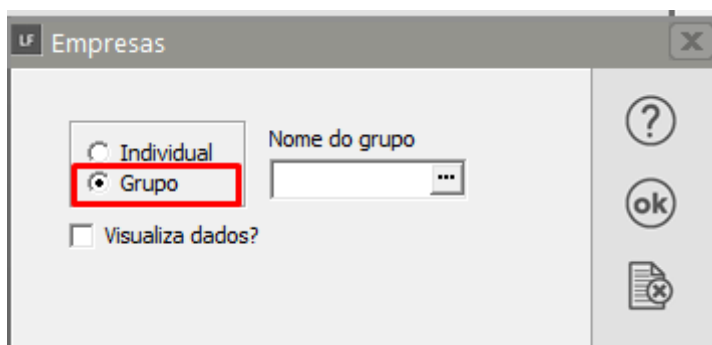 LF Empresas
Individual
Nome do grupo
Grupo
...
Visualiza dados?
?
ok